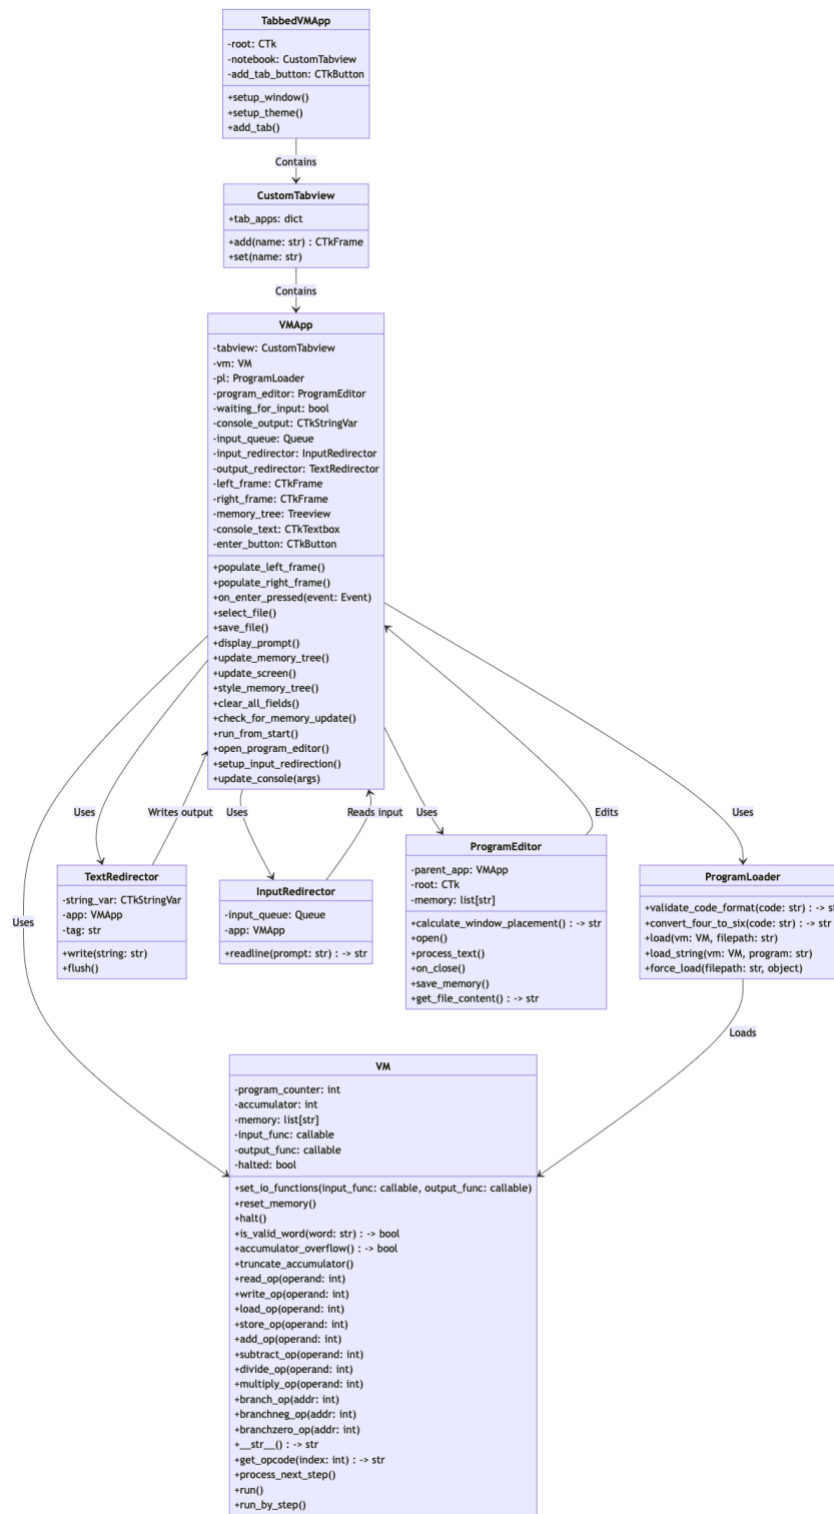 TabbedVMApp
-root: CTk
-notebook: CustomTabview
-add_tab_button: CTkButton
+setup_window()
+setup_theme()
+add_tab()
Contains
CustomTabview
+tab_apps: dict
+add(name: str) : CTkFrame
+set(name: str)
Contains
VMApp
-tabview: CustomTabview
-vm: VM
-pl: ProgramLoader
-program_editor: ProgramEditor
-waiting_for_input: bool
-console_output: CTkStringVar
-input_queue: Queue
-input_redirector: InputRedirector
-output_redirector: TextRedirector
-left_frame: CTkFrame
-right_frame: CTkFrame
-memory_tree: Treeview
-console_text: CTkTextbox
-enter_button: CTkButton
+populate_left_frame()
+populate_right_frame()
+on_enter_pressed(event: Event)
+select_file()
+save_file()
+display_prompt()
+update_memory_tree()
+update_screen()
+style_memory_tree()
+clear_all_fields()
+check_for_memory_update()
+run_from_start()
+open_program_editor()
+setup_input_redirection()
+update_console(args)
Uses
Writes output
Uses
Reads input
Uses
Edits
Uses
TextRedirector
-string_var: CTkStringVar
-app: VMApp
-tag: str
+write(string: str)
+flush()
InputRedirector
-input_queue: Queue
-app: VMApp
+readline(prompt: str) : -> str
ProgramEditor
-parent_app: VMApp
-root: CTk
-memory: list[str]
+calculate_window_placement() : -> str
+open()
+process_text()
+on_close()
+save_memory()
+get_file_content() : -> str
ProgramLoader
+validate_code_format(code: str) : -> st
+convert_four_to_six(code: str) : -> str
+load(vm: VM, filepath: str)
+load_string(vm: VM, program: str)
+force_load(filepath: str, object)
Uses
Loads
VM
-program_counter: int
-accumulator: int
-memory: list[str]
-input_func: callable
-output_func: callable
-halted: bool
+set_io_functions(input_func: callable, output_func: callable)
+reset_memory()
+halt()
+is_valid_word(word: str) : -> bool
+accumulator_overflow() : -> bool
+truncate_accumulator()
+read_op(operand: int)
+write_op(operand: int)
+load_op(operand: int)
+store_op(operand: int)
+add_op(operand: int)
+subtract_op(operand: int)
+divide_op(operand: int)
+multiply_op(operand: int)
+branch_op(addr: int)
+branchneg_op(addr: int)
+branchzero_op(addr: int)
+__str__() : -> str
+get_opcode(index: int) : -> str
+process_next_step()
+run()
+run_by_step()